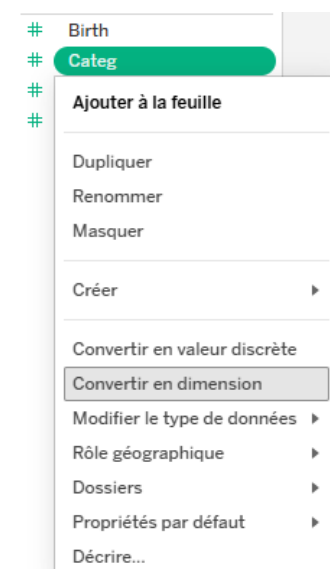 # Birth
# Categ
#
#
Ajouter à la feuille
Dupliquer
Renommer
Masquer
Créer
Convertir en valeur discrète
Convertir en dimension
Modifier le type de données
Rôle géographique
Dossiers
Propriétés par défaut
Décrire...